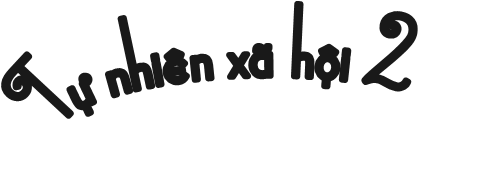 Tự nhiên xã hội 2